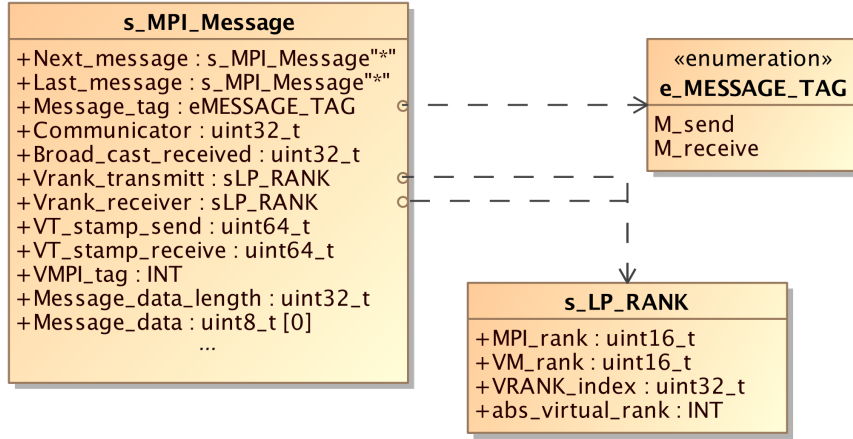 s_MPI_Message
+Next_message : s_MPI_Message"*"
+Last_message : s_MPI_Message"*"
+Message_tag : eMESSAGE_TAG
+Communicator : uint32_t
+Broad_cast_received : uint32_t
+Vrank_transmitt : sLP_RANK
+Vrank_receiver : sLP_RANK
+VT_stamp_send : uint64_t
+VT_stamp_receive : uint64_t
+VMPI_tag : INT
+Message_data_length : uint32_t
+Message_data : uint8_t [0]
...
«enumeration»
e_MESSAGE_TAG
M_send
M_receive
s_LP_RANK
+MPI_rank : uint16_t
+VM_rank : uint16_t
+VRANK_index : uint32_t
+abs_virtual_rank : INT